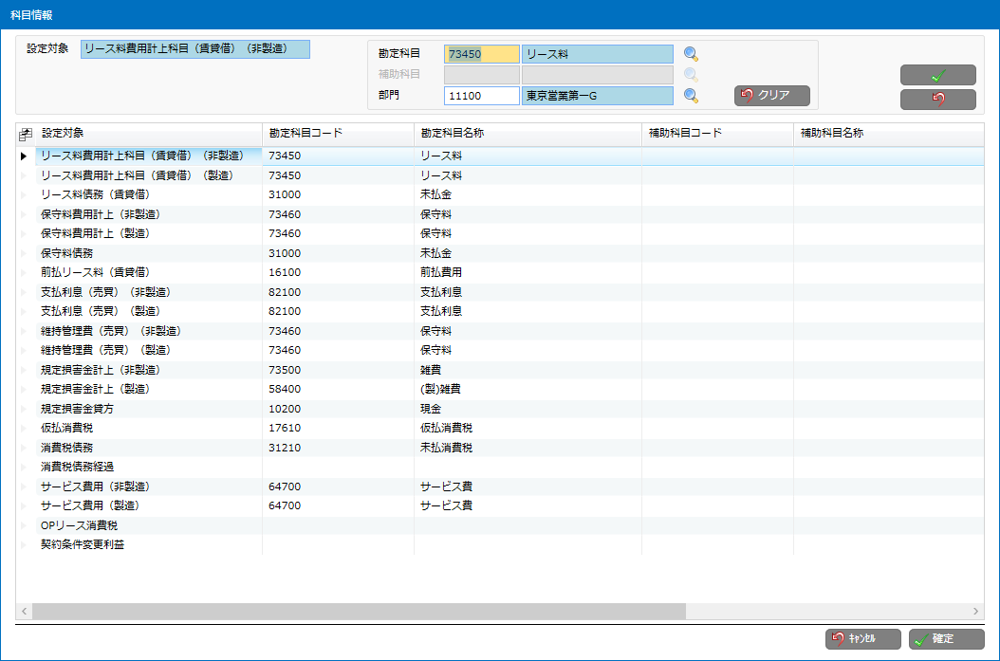 科目情報
設定対象 リース料費用計上科目（賃貸借）（非製造）
勘定科目 73450 リース料
補助科目
部門 11100 東京営業第一G クリア
設定対象 勘定科目コード 勘定科目名称 補助科目コード 補助科目名称
リース料費用計上科目（賃貸借）（非製造） 73450 リース料
リース料費用計上科目（賃貸借）（製造） 73450 リース料
リース料債務（賃貸借） 31000 未払金
保守料費用計上（非製造） 73460 保守料
保守料費用計上（製造） 73460 保守料
保守料債務 31000 未払金
前払リース料（賃貸借） 16100 前払費用
支払利息（売買）（非製造） 82100 支払利息
支払利息（売買）（製造） 82100 支払利息
維持管理費（売買）（非製造） 73460 保守料
維持管理費（売買）（製造） 73460 保守料
規定損害金計上（非製造） 73500 雑費
規定損害金計上（製造） 58400 (製)雑費
規定損害金貸方 10200 現金
仮払消費税 17610 仮払消費税
消費税債務 31210 未払消費税
消費税債務経過
サービス費用（非製造） 64700 サービス費
サービス費用（製造） 64700 サービス費
OPリース消費税
契約条件変更利益
ｷｬﾝｾﾙ 確定